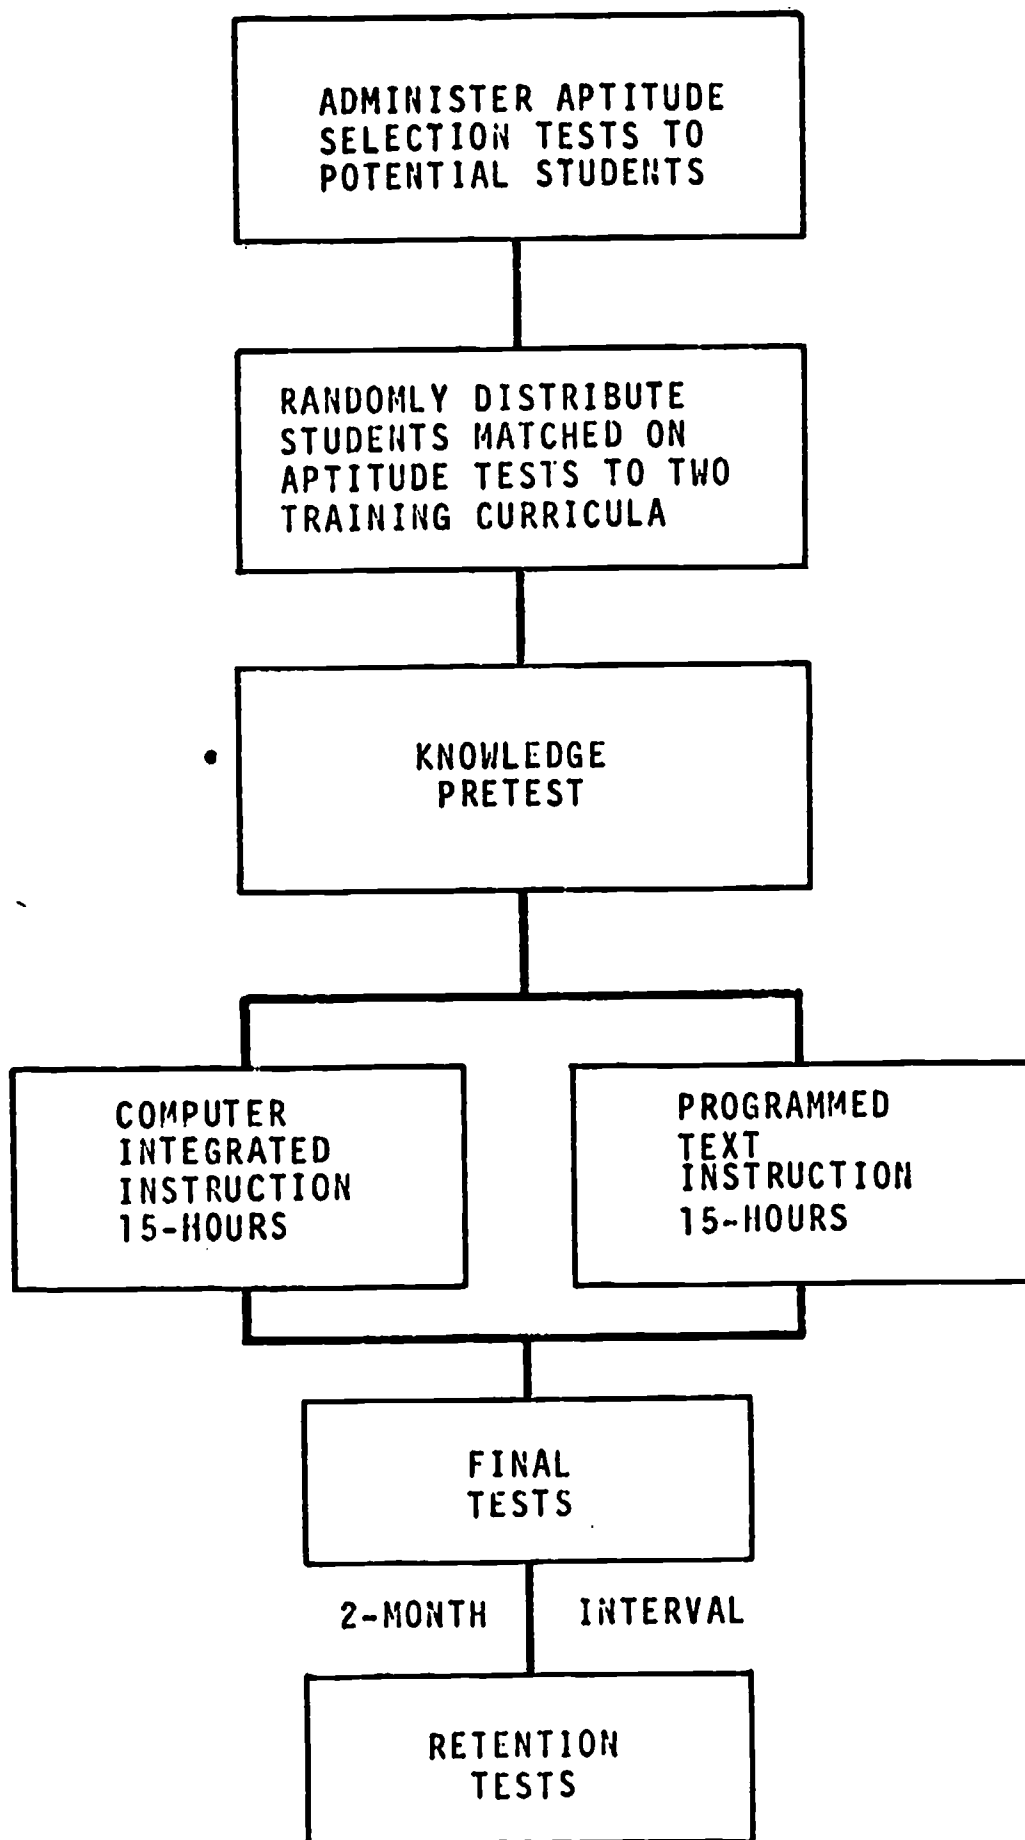 ADMINISTER APTITUDE
SELECTION TESTS TO
POTENTIAL STUDENTS
RANDOMLY DISTRIBUTE
STUDENTS MATCHED ON
APTITUDE TESTS TO TWO
TRAINING CURRICULA
KNOWLEDGE
PRETEST
COMPUTER
INTEGRATED
INSTRUCTION
15-HOURS
PROGRAMMED
TEXT
INSTRUCTION
15-HOURS
FINAL
TESTS
2-MONTH INTERVAL
RETENTION
TESTS